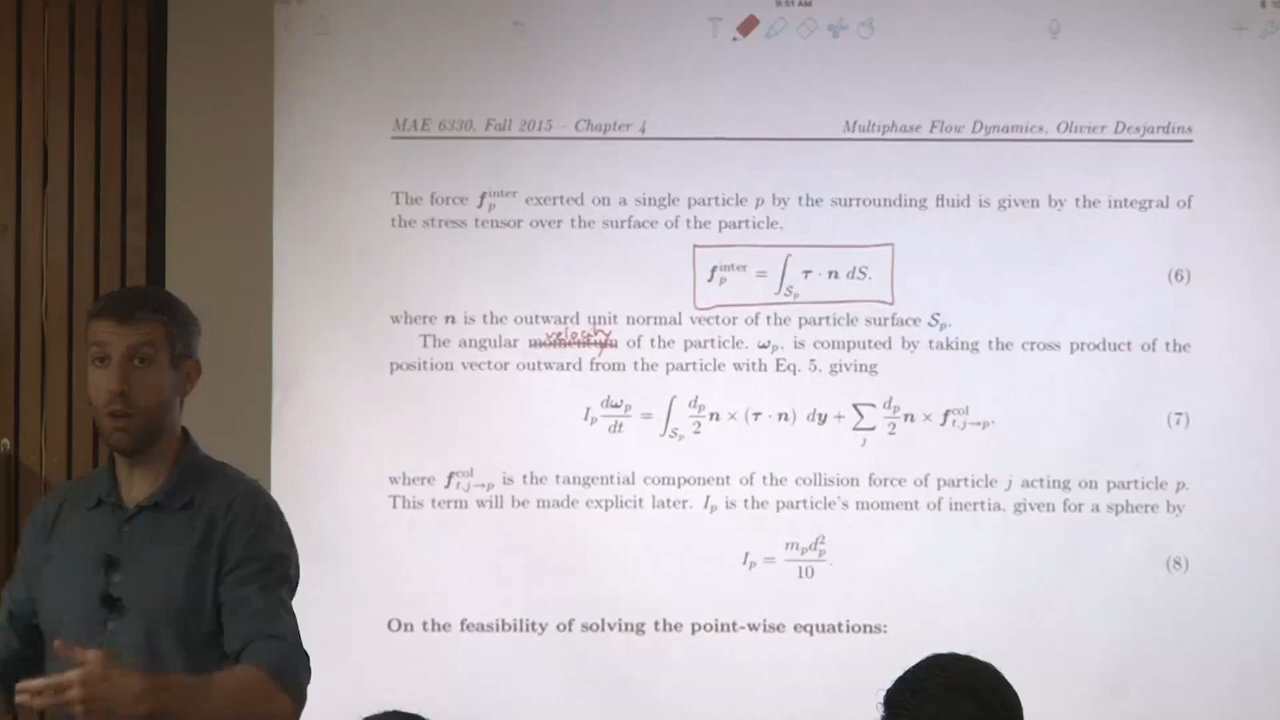 9:51 AM
MAE 6330, Fall 2015 – Chapter 4
Multiphase Flow Dynamics, Olivier Desjardins
The force f_p^inter exerted on a single particle p by the surrounding fluid is given by the integral of
the stress tensor over the surface of the particle.
f_p^inter = ∫_{S_p} τ · n dS. (6)
where n is the outward unit normal vector of the particle surface S_p.
velocity
The angular momentum of the particle, ω_p, is computed by taking the cross product of the
position vector outward from the particle with Eq. 5, giving
I_p dω_p/dt = ∫_{S_p} d_p/2 n × (τ · n) dy + ∑_j d_p/2 n × f_{t,j→p}^col. (7)
where f_{t,j→p}^col is the tangential component of the collision force of particle j acting on particle p.
This term will be made explicit later. I_p is the particle's moment of inertia, given for a sphere by
I_p = m_p d_p^2/10. (8)
On the feasibility of solving the point-wise equations: